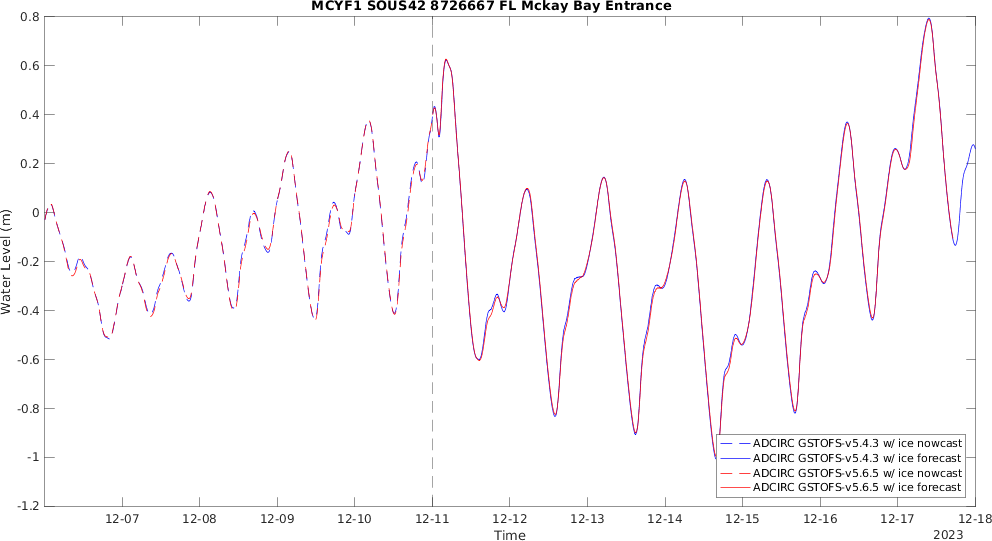 MCYF1 SOUS42 8726667 FL Mckay Bay Entrance
0.8
0.6
0.4
0.2
0
-0.2
-0.4
-0.6
-0.8
-1
-1.2
Water Level (m)
ADCIRC GSTOFS-v5.4.3 w/ ice nowcast
ADCIRC GSTOFS-v5.4.3 w/ ice forecast
ADCIRC GSTOFS-v5.6.5 w/ ice nowcast
ADCIRC GSTOFS-v5.6.5 w/ ice forecast
12-07 12-08 12-09 12-10 12-11 12-12 12-13 12-14 12-15 12-16 12-17 12-18
Time
2023